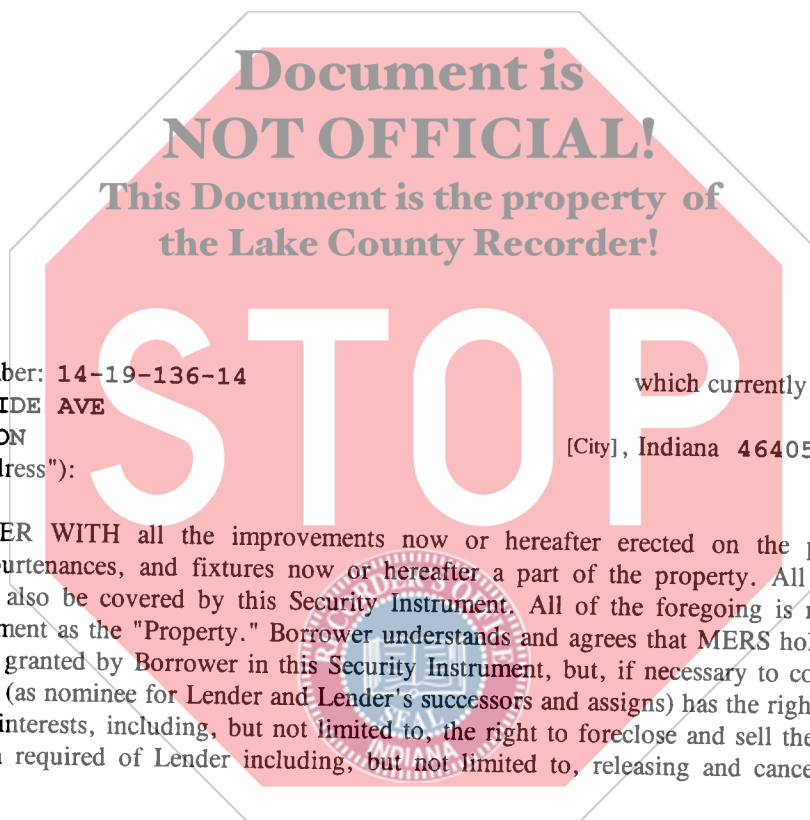 Document is
NOT OFFICIAL!
This Document is the property of
the Lake County Recorder!
STOP
ber: 14-19-136-14 which currently
IDE AVE
ON [City], Indiana 46405
dress"):
ER WITH all the improvements now or hereafter erected on the p
urtenances, and fixtures now or hereafter a part of the property. All
also be covered by this Security Instrument. All of the foregoing is r
ment as the "Property." Borrower understands and agrees that MERS hol
granted by Borrower in this Security Instrument, but, if necessary to co
(as nominee for Lender and Lender's successors and assigns) has the righ
interests, including, but not limited to, the right to foreclose and sell the
required of Lender including, but not limited to, releasing and cance
RECORDER'S OFFICE
SEAL
INDIANA